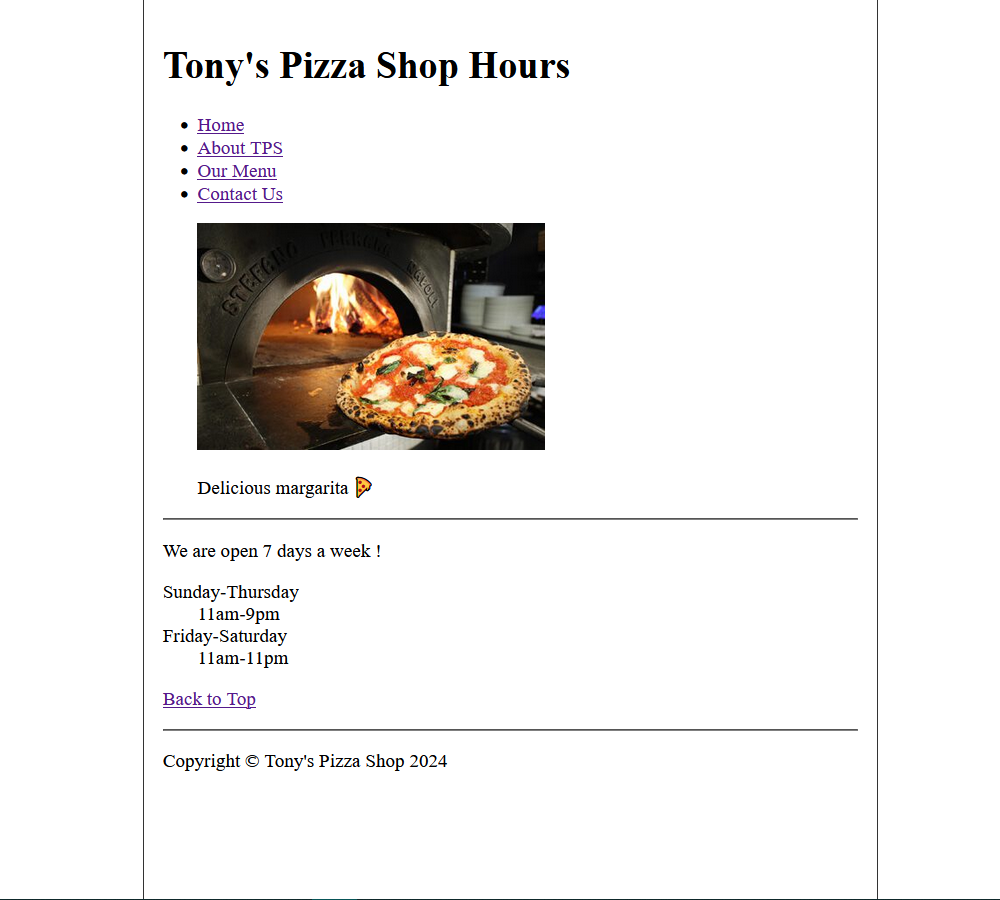 Tony's Pizza Shop Hours
Home
About TPS
Our Menu
Contact Us
STEFANO FERRARA NAPOLI
Delicious margarita 🍕
We are open 7 days a week !
Sunday-Thursday
11am-9pm
Friday-Saturday
11am-11pm
Back to Top
Copyright © Tony's Pizza Shop 2024